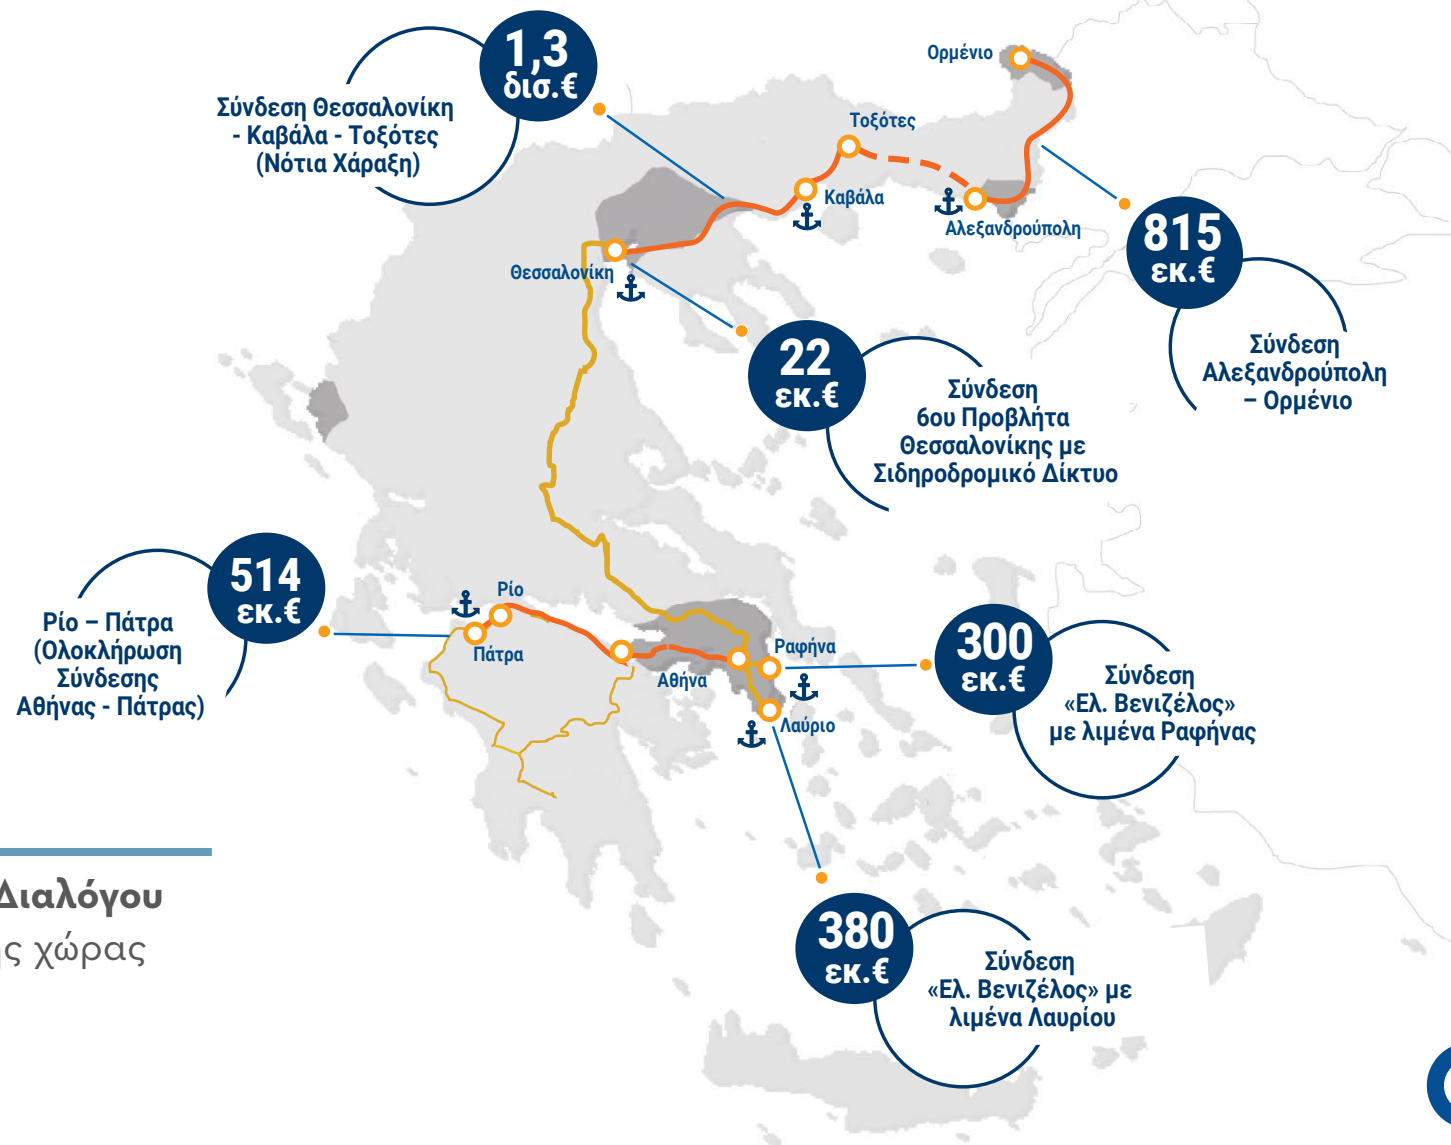 1,3
δισ.€
Σύνδεση Θεσσαλονίκη
- Καβάλα - Τοξότες
(Νότια Χάραξη)
Ορμένιο
Τοξότες
Καβάλα
Αλεξανδρούπολη
Θεσσαλονίκη
815
εκ.€
Σύνδεση
Αλεξανδρούπολη
– Ορμένιο
22
εκ.€
Σύνδεση
6ου Προβλήτα
Θεσσαλονίκης με
Σιδηροδρομικό Δίκτυο
514
εκ.€
Ρίο – Πάτρα
(Ολοκλήρωση
Σύνδεσης
Αθήνας - Πάτρας)
Ρίο
Πάτρα
Αθήνα
Ραφήνα
Λαύριο
300
εκ.€
Σύνδεση
«Ελ. Βενιζέλος»
με λιμένα Ραφήνας
380
εκ.€
Σύνδεση
«Ελ. Βενιζέλος» με
λιμένα Λαυρίου
Διαλόγου
ης χώρας